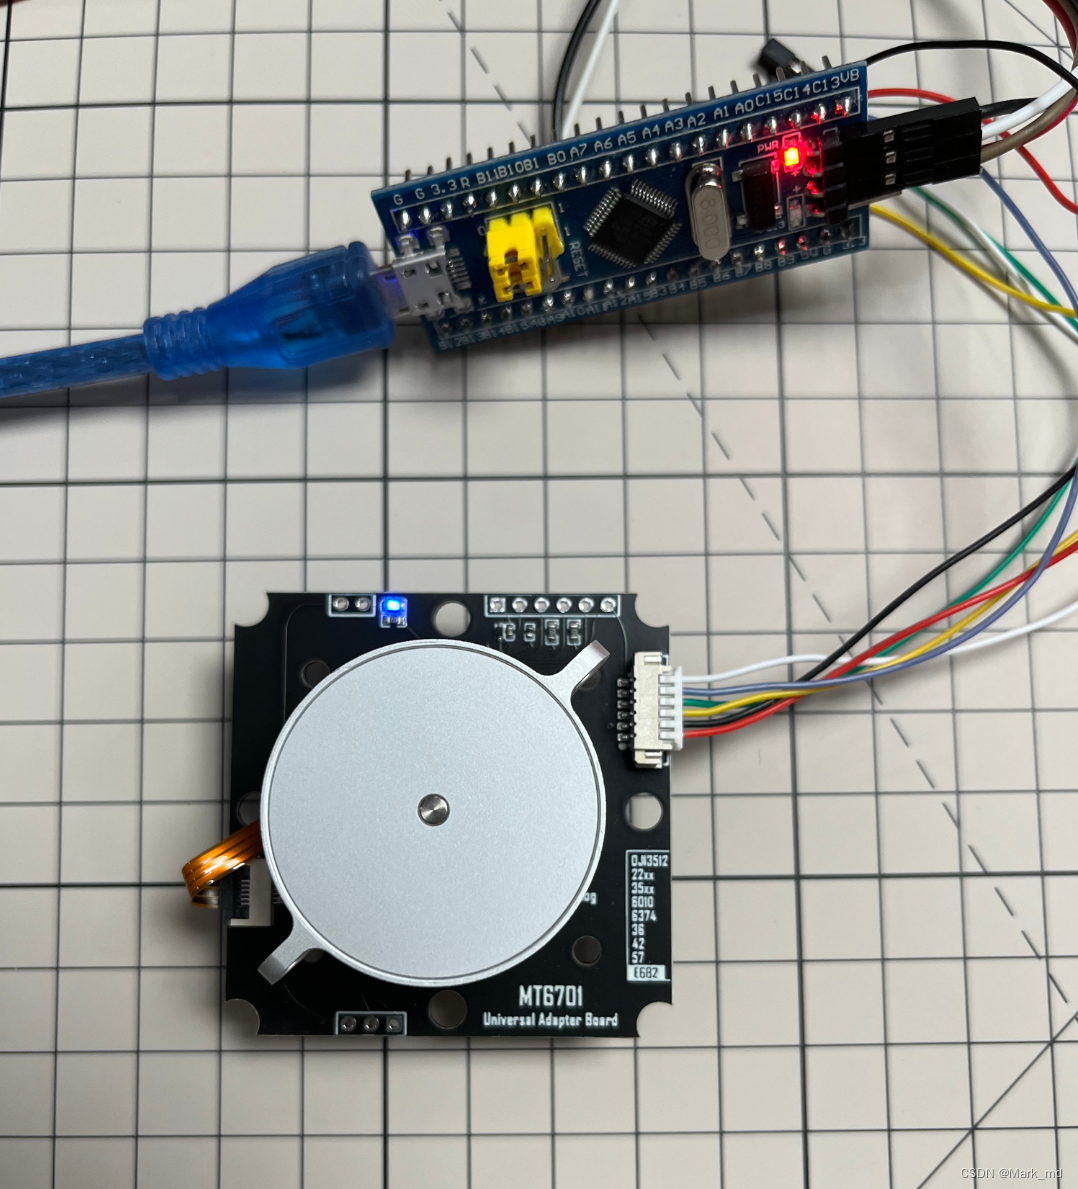 G G 3.3 R B11B10B1 B0 A7 A6 A5 A4 A3 A2 A1 A0C15C14C13VB
PWR
8.000
RESET
DJI3512
22xx
35xx
6010
6374
36
42
57
E6B2
MT6701
Universal Adapter Board
CSDN @Mark_md